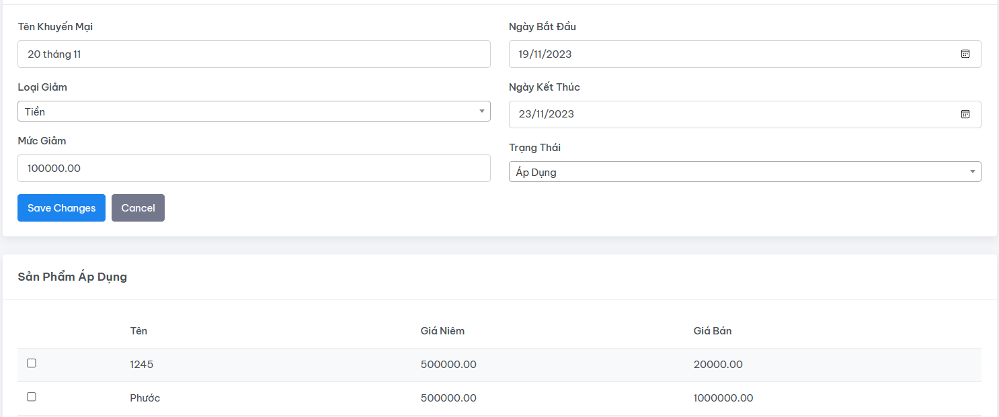 Tên Khuyến Mại
20 tháng 11
Loại Giảm
Tiền
Mức Giảm
100000.00
Ngày Bắt Đầu
19/11/2023
Ngày Kết Thúc
23/11/2023
Trạng Thái
Áp Dụng
Save Changes Cancel
Sản Phẩm Áp Dụng
Tên Giá Niêm Giá Bán
1245 500000.00 20000.00
Phước 500000.00 1000000.00